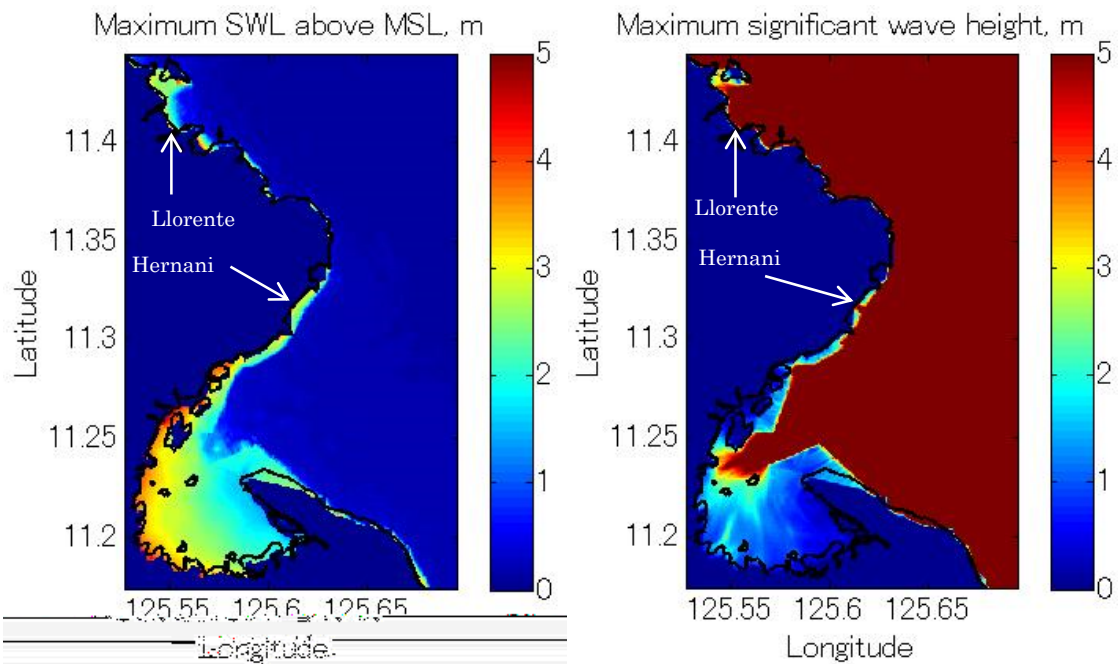 Maximum SWL above MSL, m
5
4
3
2
1
0
11.4
11.35
11.3
11.25
11.2
Latitude
Llorente
Hernani
125.55 125.6 125.65
Longitude
Maximum significant wave height, m
5
4
3
2
1
0
11.4
11.35
11.3
11.25
11.2
Latitude
Llorente
Hernani
125.55 125.6 125.65
Longitude